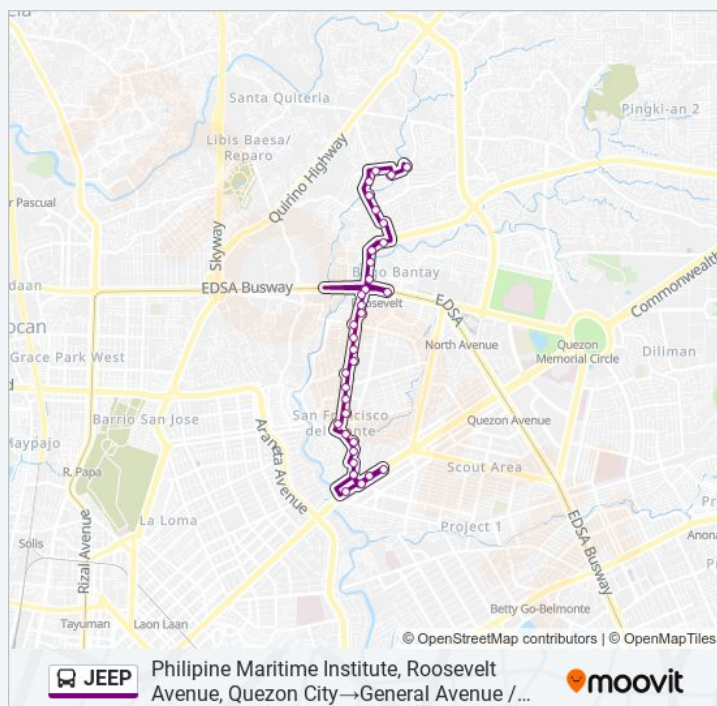 Santa Quiteria
Pingki-an 2
Libis Baesa/
Reparo
Quirino Highway
Pascual
Skyway
Commonwealth
Bantay
EDSA Busway
EDSA
Roosevelt
North Avenue
Quezon
Memorial Circle
Diliman
Grace Park West
Barrio San Jose
Araneta Avenue
San Francisco
del Monte
Quezon Avenue
Maypajo
R. Papa
Scout Area
La Loma
Project 1
EDSA Busway
Solis
Rizal Avenue
Anona
Betty Go-Belmonte
Tayuman
Laon Laan
© OpenStreetMap contributors | © OpenMapTiles
JEEP
Philipine Maritime Institute, Roosevelt
Avenue, Quezon City→General Avenue /...
moovit